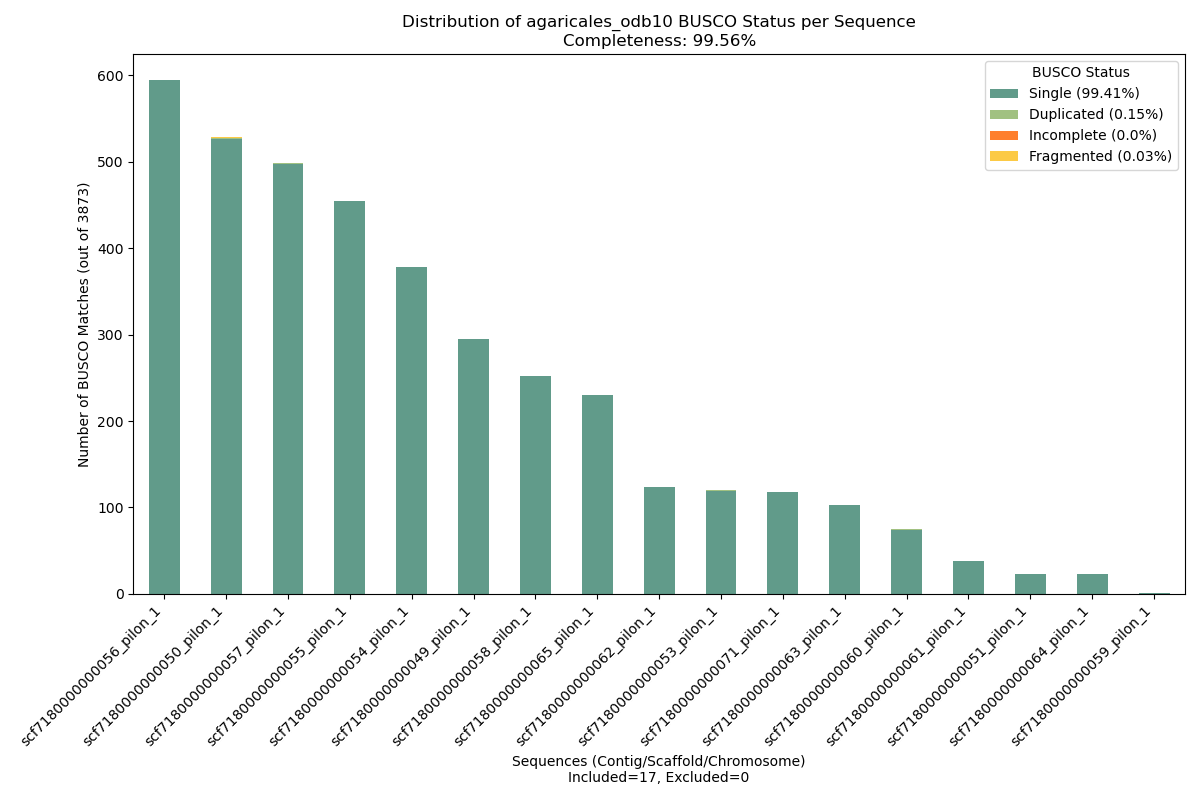 Distribution of agaricales_odb10 BUSCO Status per Sequence
Completeness: 99.56%
BUSCO Status
Single (99.41%)
Duplicated (0.15%)
Incomplete (0.0%)
Fragmented (0.03%)
Number of BUSCO Matches (out of 3873)
600
500
400
300
200
100
0
scf7180000000056_pilon_1
scf7180000000050_pilon_1
scf7180000000057_pilon_1
scf7180000000055_pilon_1
scf7180000000054_pilon_1
scf7180000000049_pilon_1
scf7180000000058_pilon_1
scf7180000000065_pilon_1
scf7180000000062_pilon_1
scf7180000000053_pilon_1
scf7180000000071_pilon_1
scf7180000000063_pilon_1
scf7180000000060_pilon_1
scf7180000000061_pilon_1
scf7180000000051_pilon_1
scf7180000000064_pilon_1
scf7180000000059_pilon_1
Sequences (Contig/Scaffold/Chromosome)
Included=17, Excluded=0